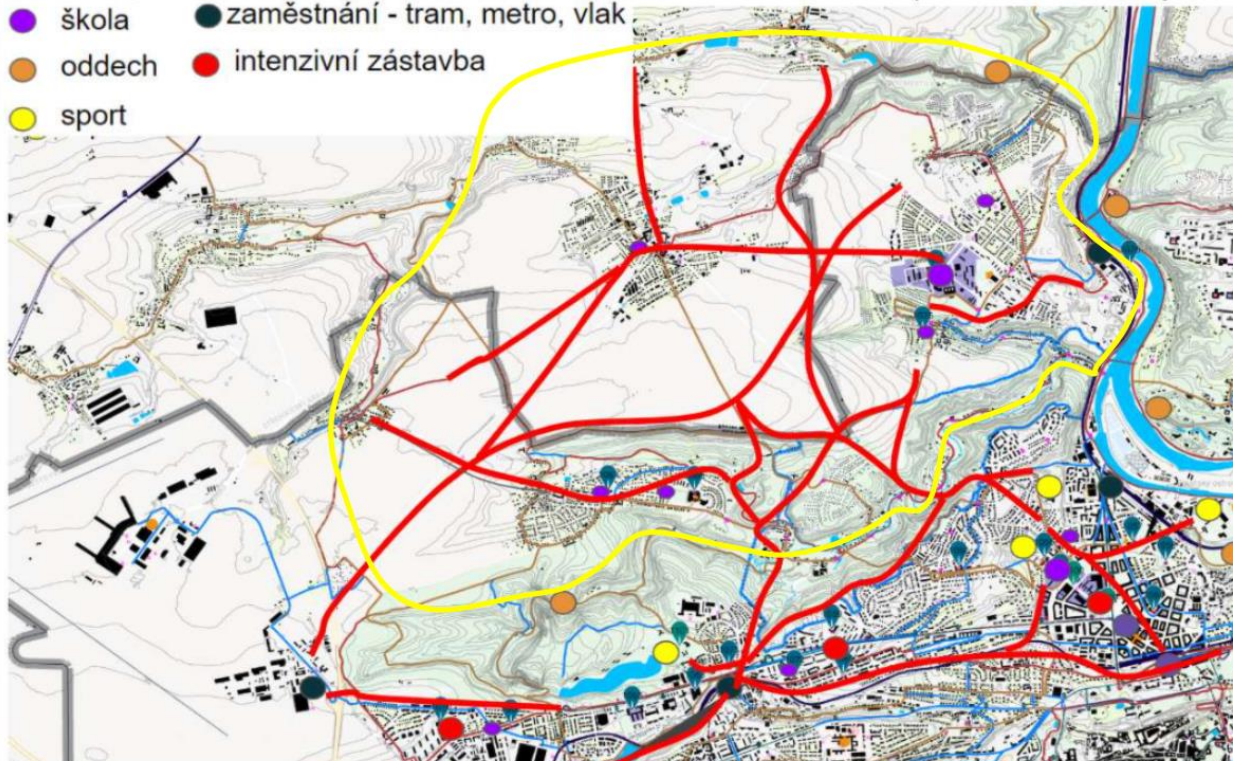 škola
zaměstnání - tram, metro, vlak
oddech
intenzivní zástavba
sport